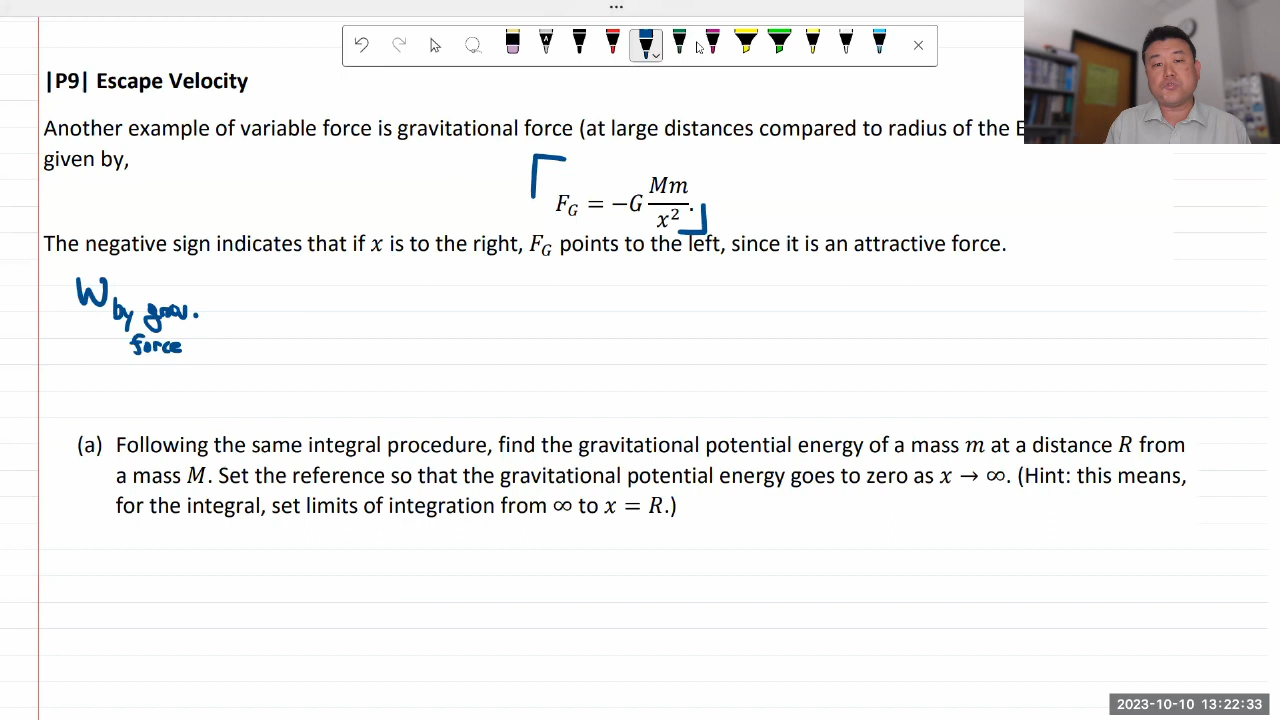 |P9| Escape Velocity
Another example of variable force is gravitational force (at large distances compared to radius of the E
given by,
F_G = −G Mm/x².
The negative sign indicates that if x is to the right, F_G points to the left, since it is an attractive force.
W by grav.
force
(a) Following the same integral procedure, find the gravitational potential energy of a mass m at a distance R from
a mass M. Set the reference so that the gravitational potential energy goes to zero as x → ∞. (Hint: this means,
for the integral, set limits of integration from ∞ to x = R.)
2023-10-10 13:22:33